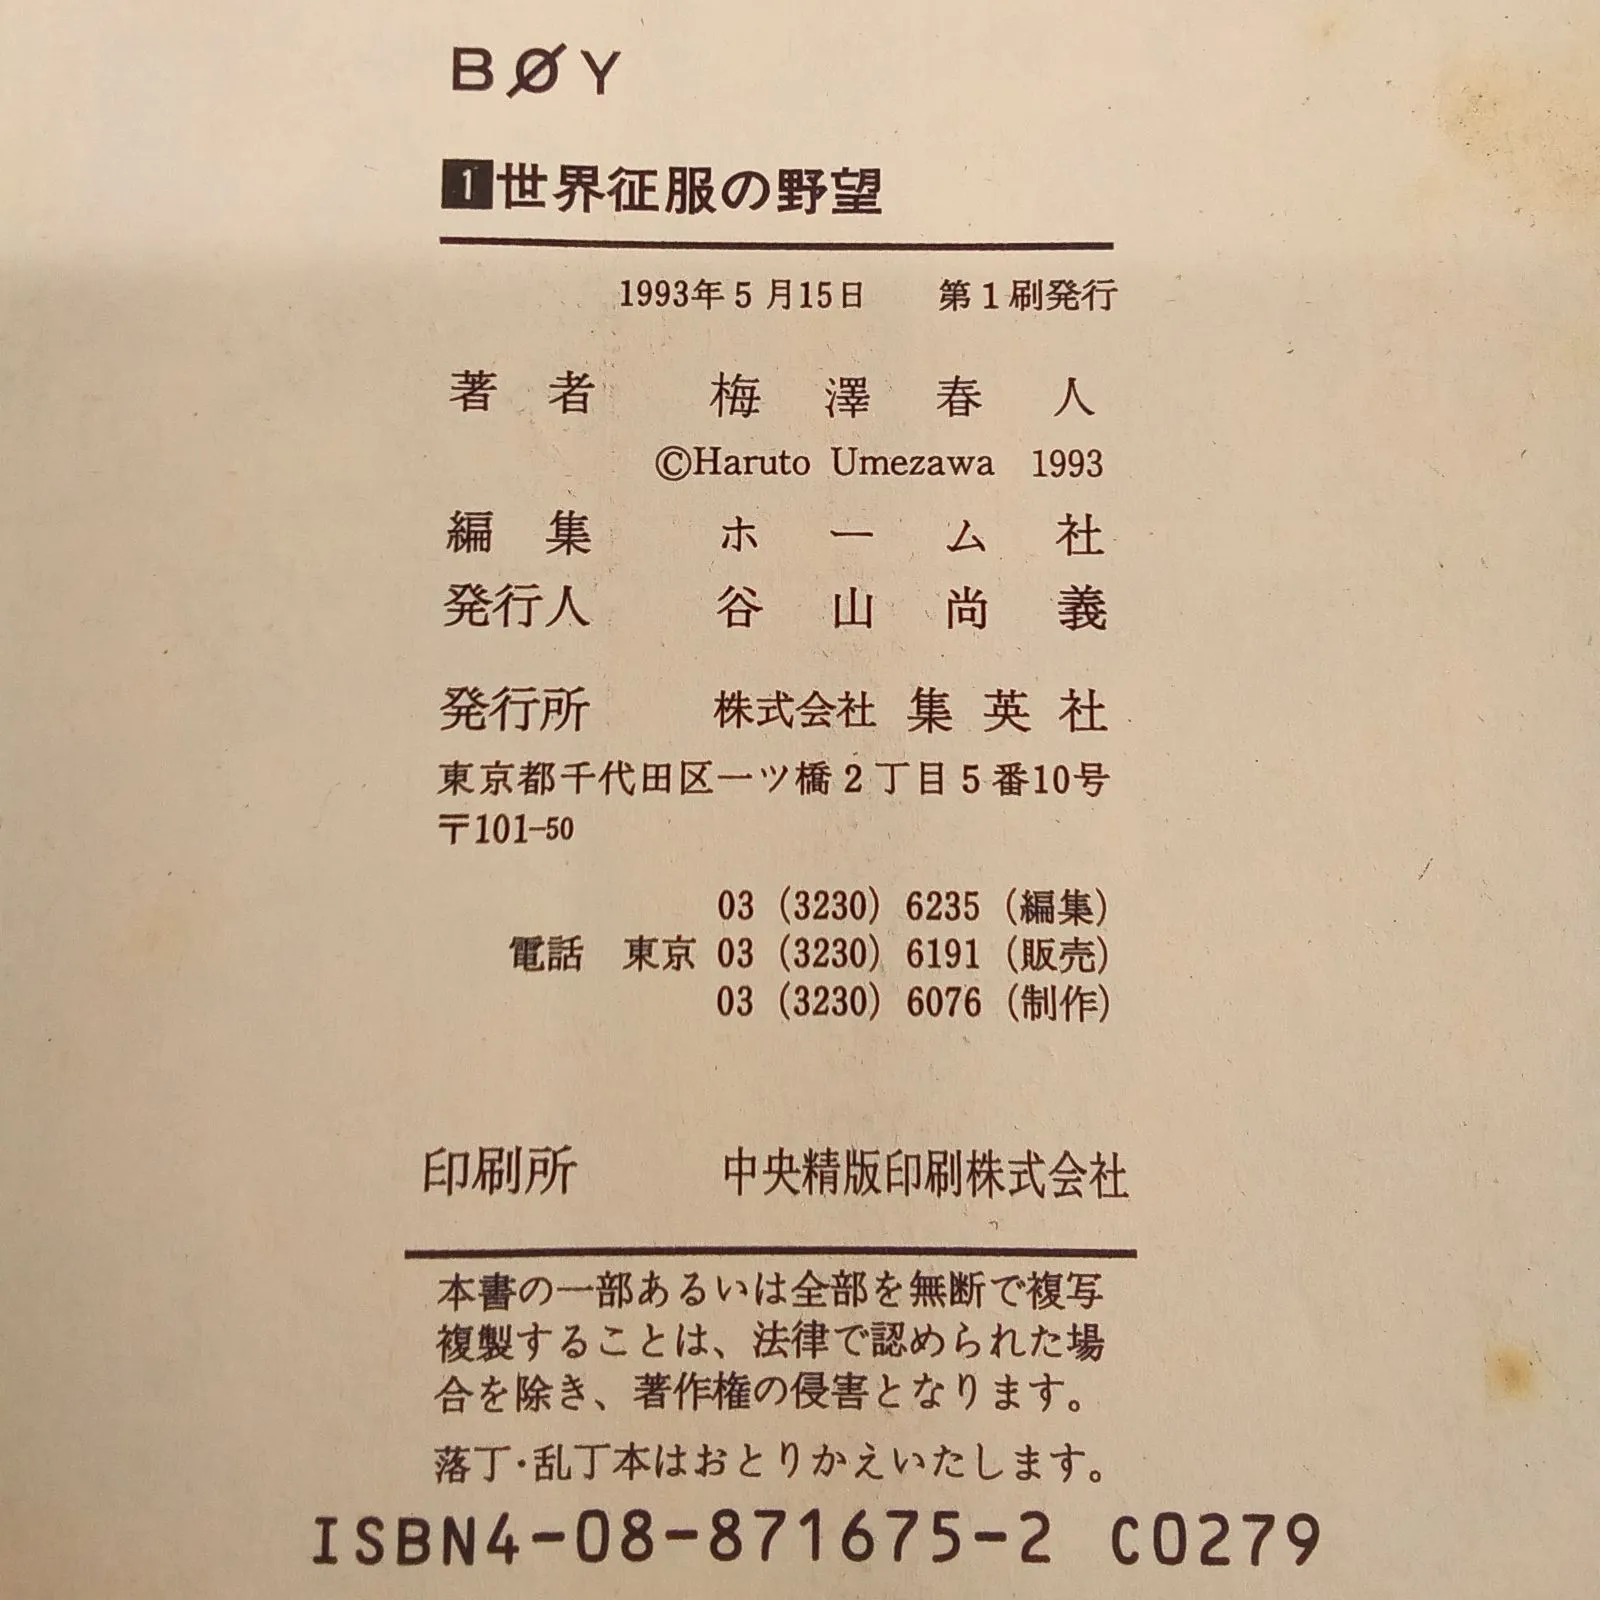 BØY
1世界征服の野望
1993年5月15日 第1刷発行
著者 梅澤春人
©Haruto Umezawa 1993
編集 ホーム社
発行人 谷山尚義
発行所 株式会社 集英社
東京都千代田区一ツ橋2丁目5番10号
〒101-50
03 (3230) 6235 (編集)
電話 東京 03 (3230) 6191 (販売)
03 (3230) 6076 (制作)
印刷所 中央精版印刷株式会社
本書の一部あるいは全部を無断で複写
複製することは、法律で認められた場
合を除き、著作権の侵害となります。
落丁・乱丁本はおとりかえいたします。
ISBN4-08-871675-2 C0279